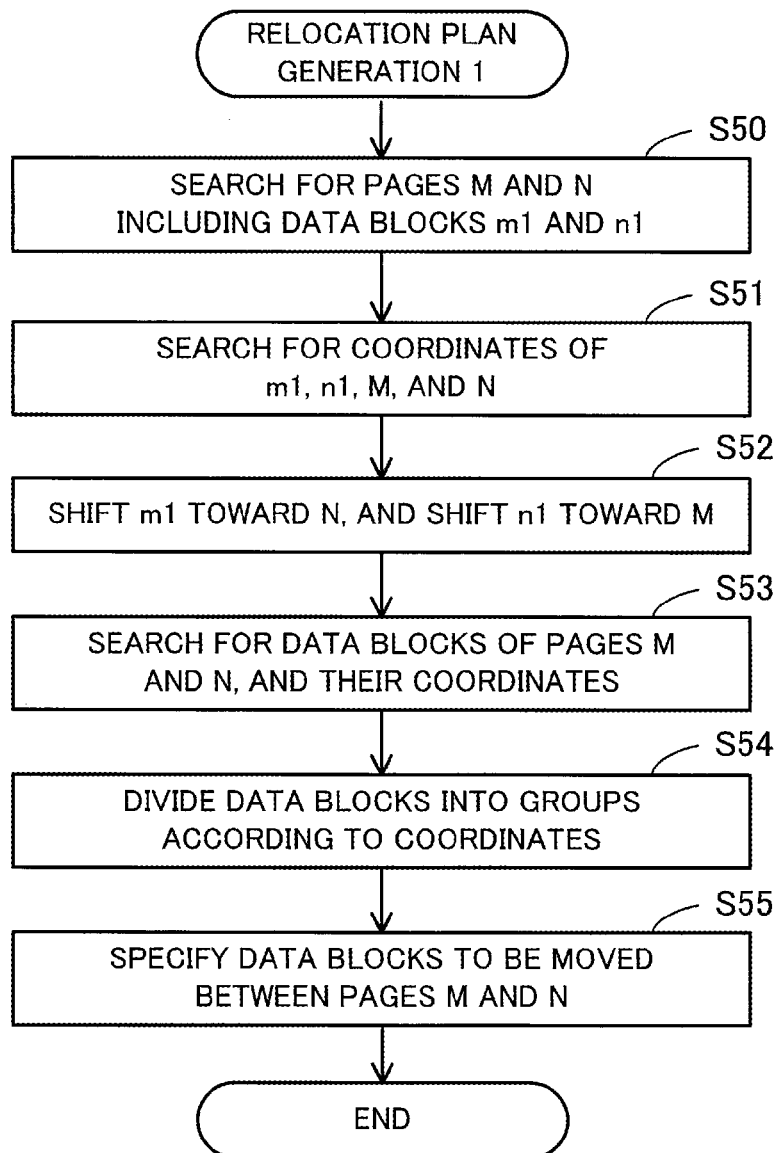 RELOCATION PLAN
GENERATION 1
S50
SEARCH FOR PAGES M AND N
INCLUDING DATA BLOCKS m1 AND n1
S51
SEARCH FOR COORDINATES OF
m1, n1, M, AND N
S52
SHIFT m1 TOWARD N, AND SHIFT n1 TOWARD M
S53
SEARCH FOR DATA BLOCKS OF PAGES M
AND N, AND THEIR COORDINATES
S54
DIVIDE DATA BLOCKS INTO GROUPS
ACCORDING TO COORDINATES
S55
SPECIFY DATA BLOCKS TO BE MOVED
BETWEEN PAGES M AND N
END